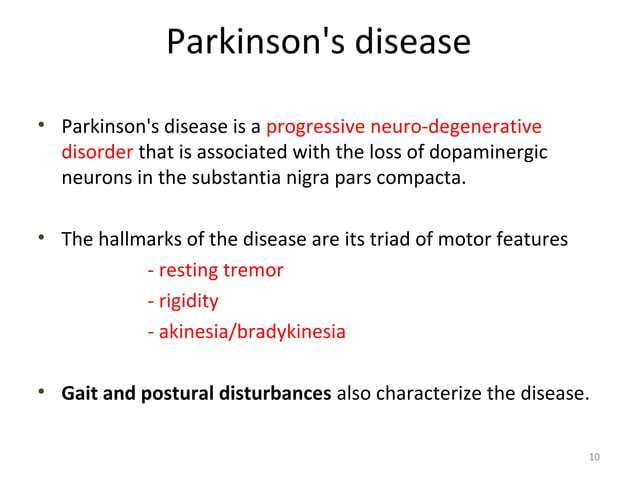 Parkinson's disease
• Parkinson's disease is a progressive neuro-degenerative
disorder that is associated with the loss of dopaminergic
neurons in the substantia nigra pars compacta.
• The hallmarks of the disease are its triad of motor features
- resting tremor
- rigidity
- akinesia/bradykinesia
• Gait and postural disturbances also characterize the disease.
10